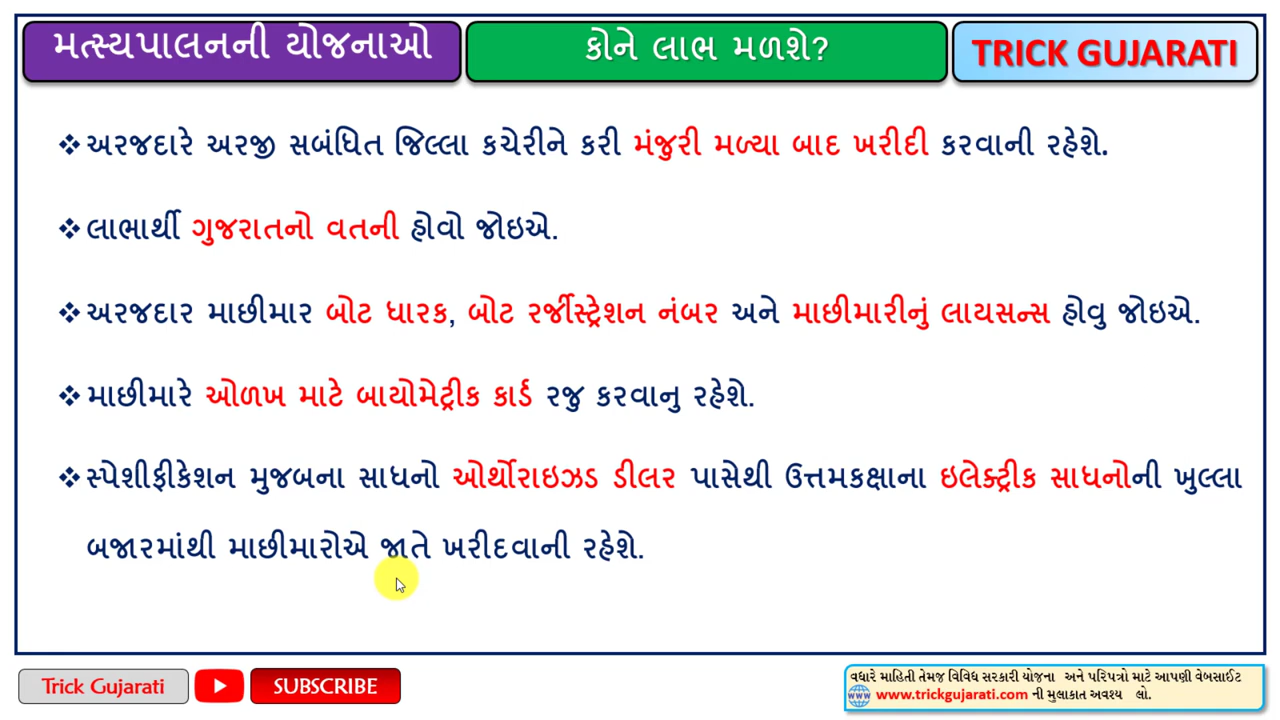 મત્સ્યપાલનની યોજનાઓ
કોને લાભ મળશે?
TRICK GUJARATI
❖અરજદારે અરજી સબંધિત જિલ્લા કચેરીને કરી મંજુરી મળ્યા બાદ ખરીદી કરવાની રહેશે.
❖લાભાર્થી ગુજરાતનો વતની હોવો જોઇએ.
❖અરજદાર માછીમાર બોટ ધારક, બોટ રજીર્સ્ટ્રેશન નંબર અને માછીમારીનું લાયસન્સ હોવુ જોઇએ.
❖માછીમારે ઓળખ માટે બાયોમેટ્રીક કાર્ડ રજુ કરવાનુ રહેશે.
❖સ્પેશીફીકેશન મુજબના સાધનો ઓર્થોરાઇઝડ ડીલર પાસેથી ઉત્તમકક્ષાના ઇલેક્ટ્રીક સાધનોની ખુલ્લા
બજારમાંથી માછીમારોએ જાતે ખરીદવાની રહેશે.
Trick Gujarati
SUBSCRIBE
વધારે માહિતી તેમજ વિવિધ સરકારી યોજના અને પરિપત્રો માટે આપણી વેબસાઈટ
www www.trickgujarati.com ની મુલાકાત અવશ્ય લો.